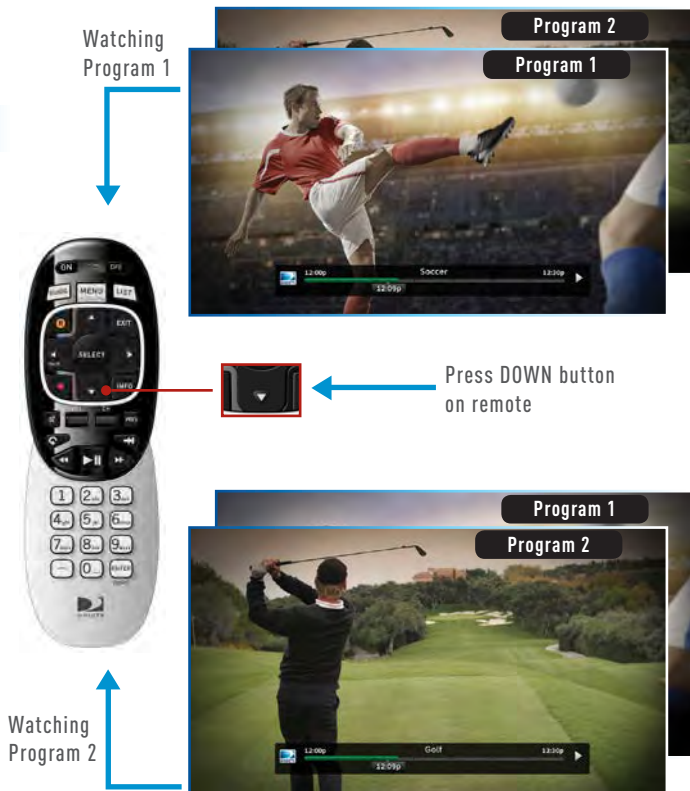 Watching
Program 1
Program 2
Program 1
12:00p Soccer 12:30p
12:09p
ON OFF
GUIDE MENU LIST
R EXIT
SELECT
INFO
Press DOWN button
on remote
1 2 3
4 5 6
7 8 9
0 ENTER
DIRECTV
Program 1
Program 2
Watching
Program 2
12:00p Golf
12:09p